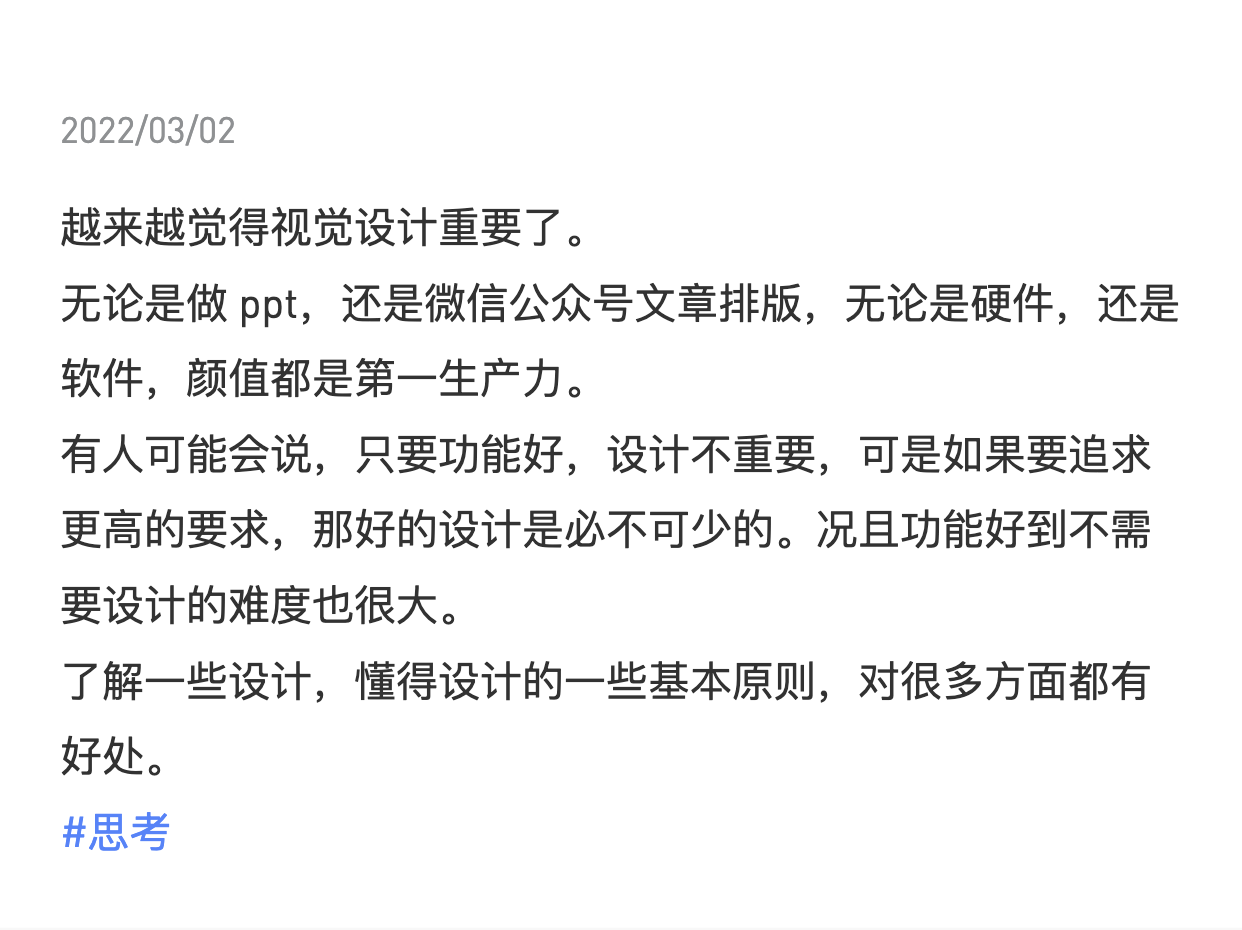 2022/03/02
越来越觉得视觉设计重要了。
无论是做 ppt，还是微信公众号文章排版，无论是硬件，还是
软件，颜值都是第一生产力。
有人可能会说，只要功能好，设计不重要，可是如果要追求
更高的要求，那好的设计是必不可少的。况且功能好到不需
要设计的难度也很大。
了解一些设计，懂得设计的一些基本原则，对很多方面都有
好处。
#思考